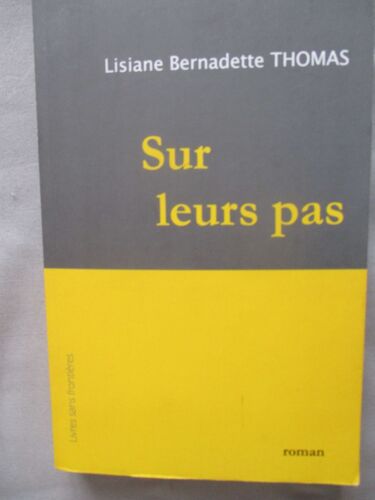 Lisiane Bernadette THOMAS
Sur
leurs pas
Livres sans frontières
roman